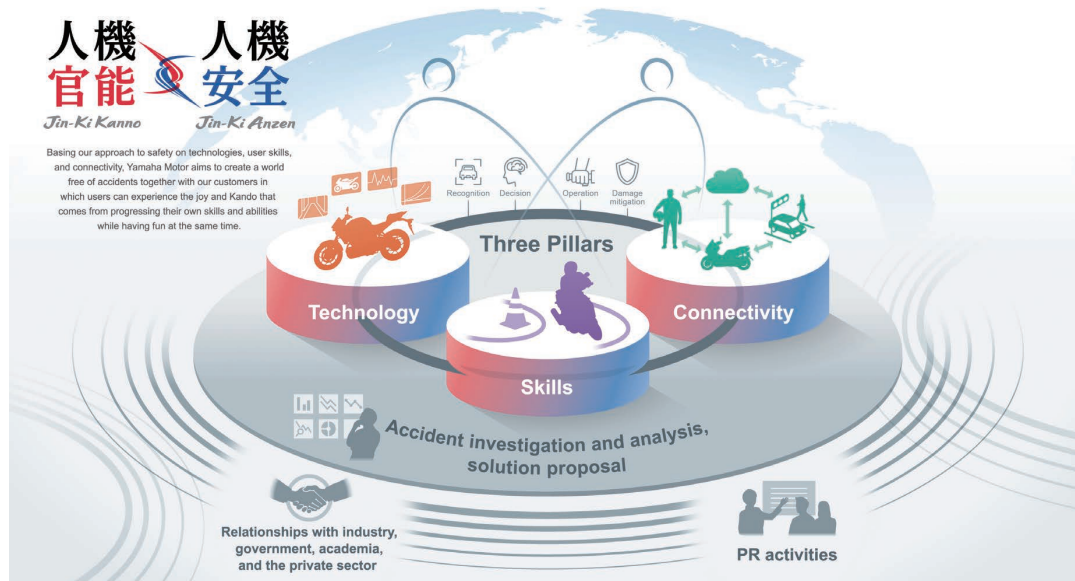 人機 人機
官能 安全
Jin-Ki Kanno Jin-Ki Anzen
Basing our approach to safety on technologies, user skills,
and connectivity, Yamaha Motor aims to create a world
free of accidents together with our customers in
which users can experience the joy and Kando that
comes from progressing their own skills and abilities
while having fun at the same time.
Recognition Decision Operation Damage
mitigation
Three Pillars
Technology
Connectivity
Skills
Accident investigation and analysis,
solution proposal
Relationships with industry,
government, academia,
and the private sector
PR activities